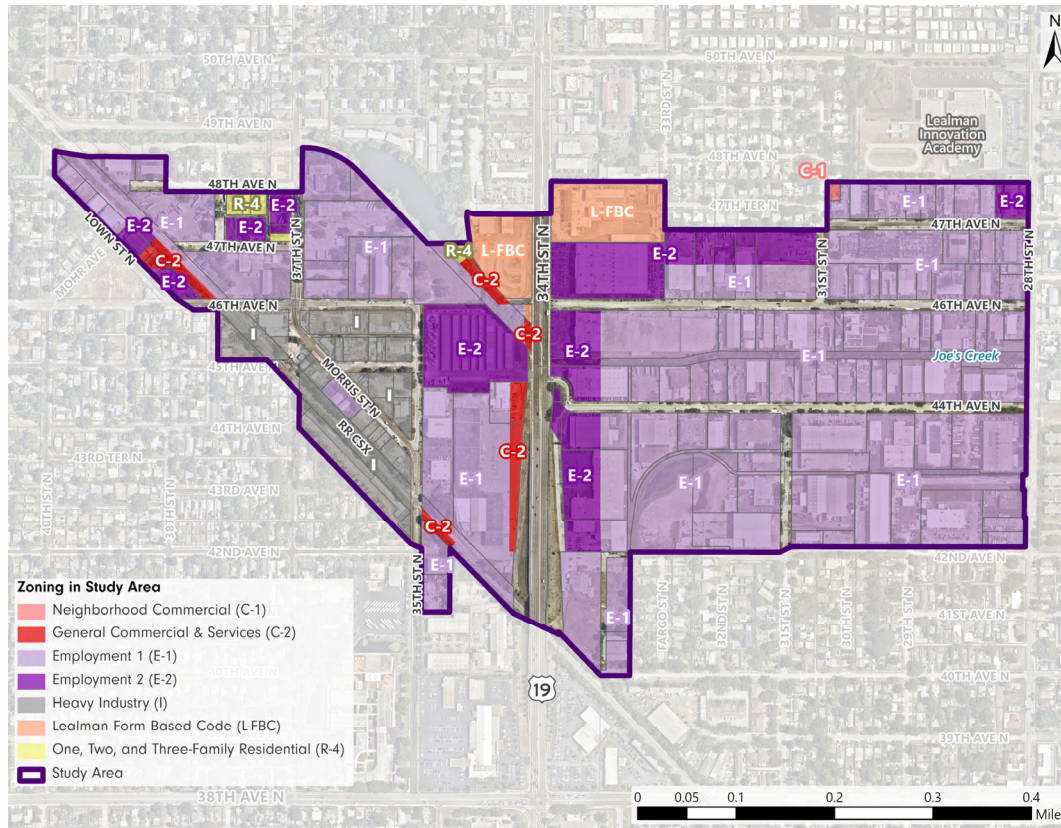 N
50TH AVE N
50TH AVE N
33RD ST N
49TH AVE N
Lealman
Innovation
Academy
48TH AVE N
C-1
48TH AVE N
47TH TER N
R-4
E-2
E-1
E-2
E-1
E-2
L-FBC
37TH ST N
47TH AVE N
LOWN ST N
E-2
E-1
47TH AVE N
R-4
L-FBC
34TH ST N
E-2
MOHR AVE
C-2
E-2
C-2
E-1
31ST ST N
E-1
28TH ST N
46TH AVE N
46TH AVE N
I
I
C-2
E-2
E-2
E-1
Joe's Creek
45TH AVE N
MORRIS ST N
I
44TH AVE N
44TH AVE N
RR CSX
43RD TER N
C-2
E-1
E-2
E-1
E-1
I
40TH ST N
38TH ST N
43RD AVE N
C-2
42ND AVE N
42ND AVE N
35TH ST N
E-1
E-1
FARGO ST N
32ND ST N
31ST ST N
30TH ST N
29TH ST N
41ST AVE N
40TH AVE N
40TH AVE N
19
39TH AVE N
38TH AVE N
Zoning in Study Area
Neighborhood Commercial (C-1)
General Commercial & Services (C-2)
Employment 1 (E-1)
Employment 2 (E-2)
Heavy Industry (I)
Lealman Form Based Code (L-FBC)
One, Two, and Three-Family Residential (R-4)
Study Area
0 0.05 0.1 0.2 0.3 0.4
Mile